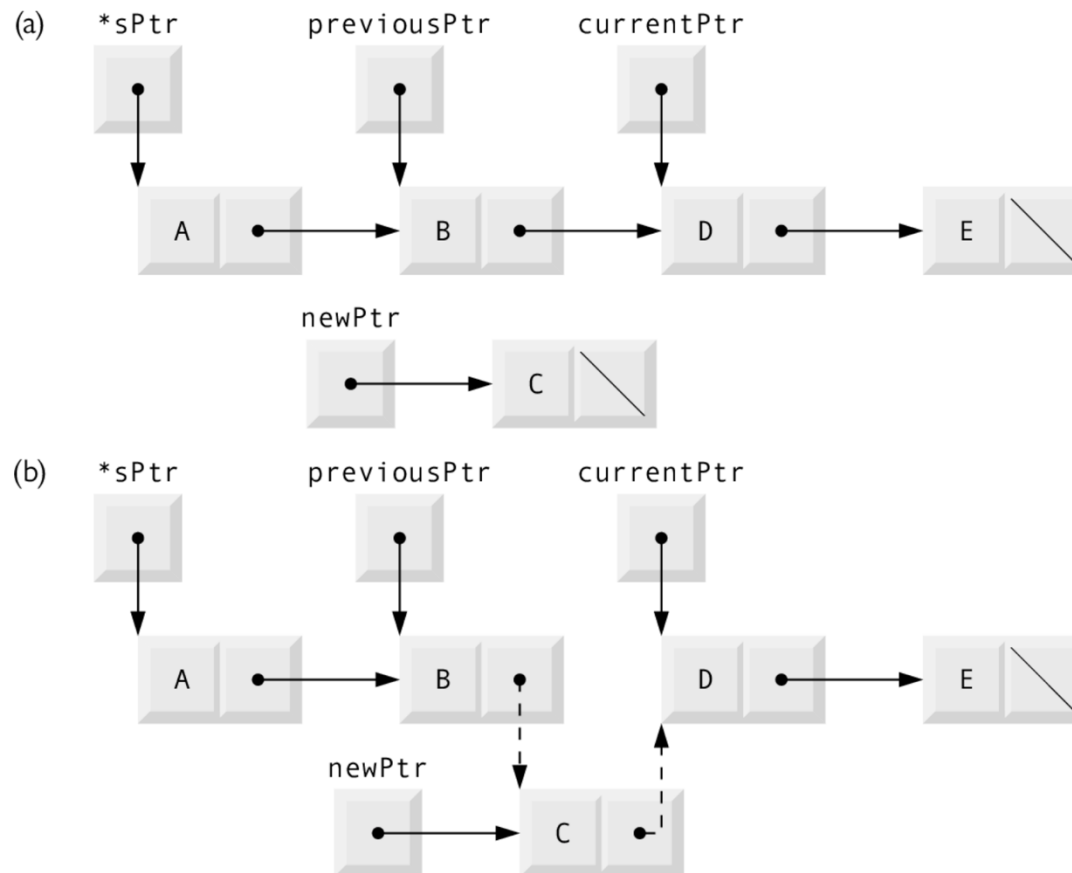 (a) *sPtr previousPtr currentPtr
A B D E
newPtr
C
(b) *sPtr previousPtr currentPtr
A B D E
newPtr
C